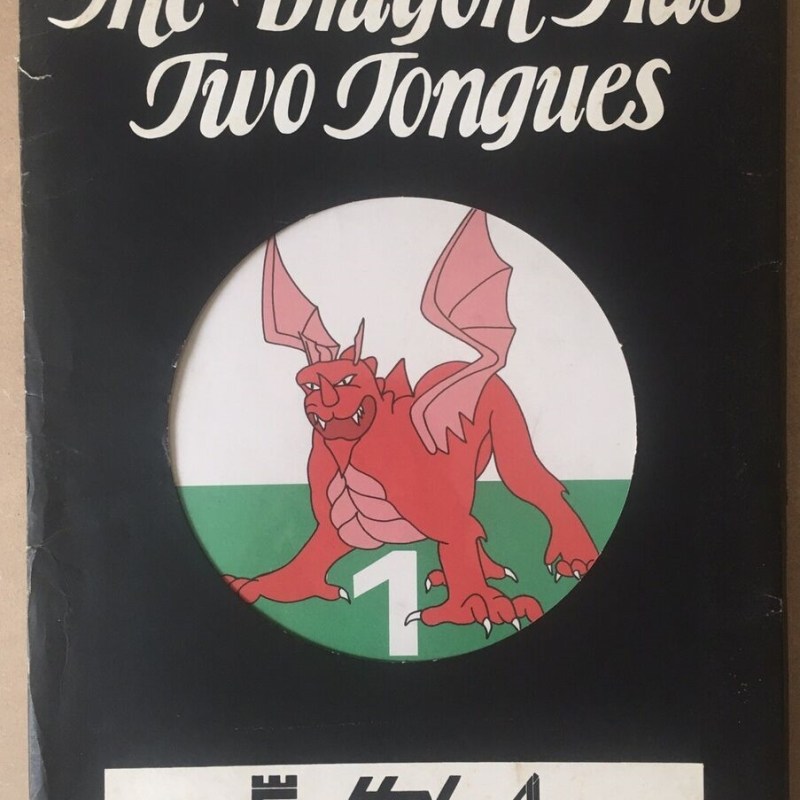 The Dragon Has
Two Tongues
1